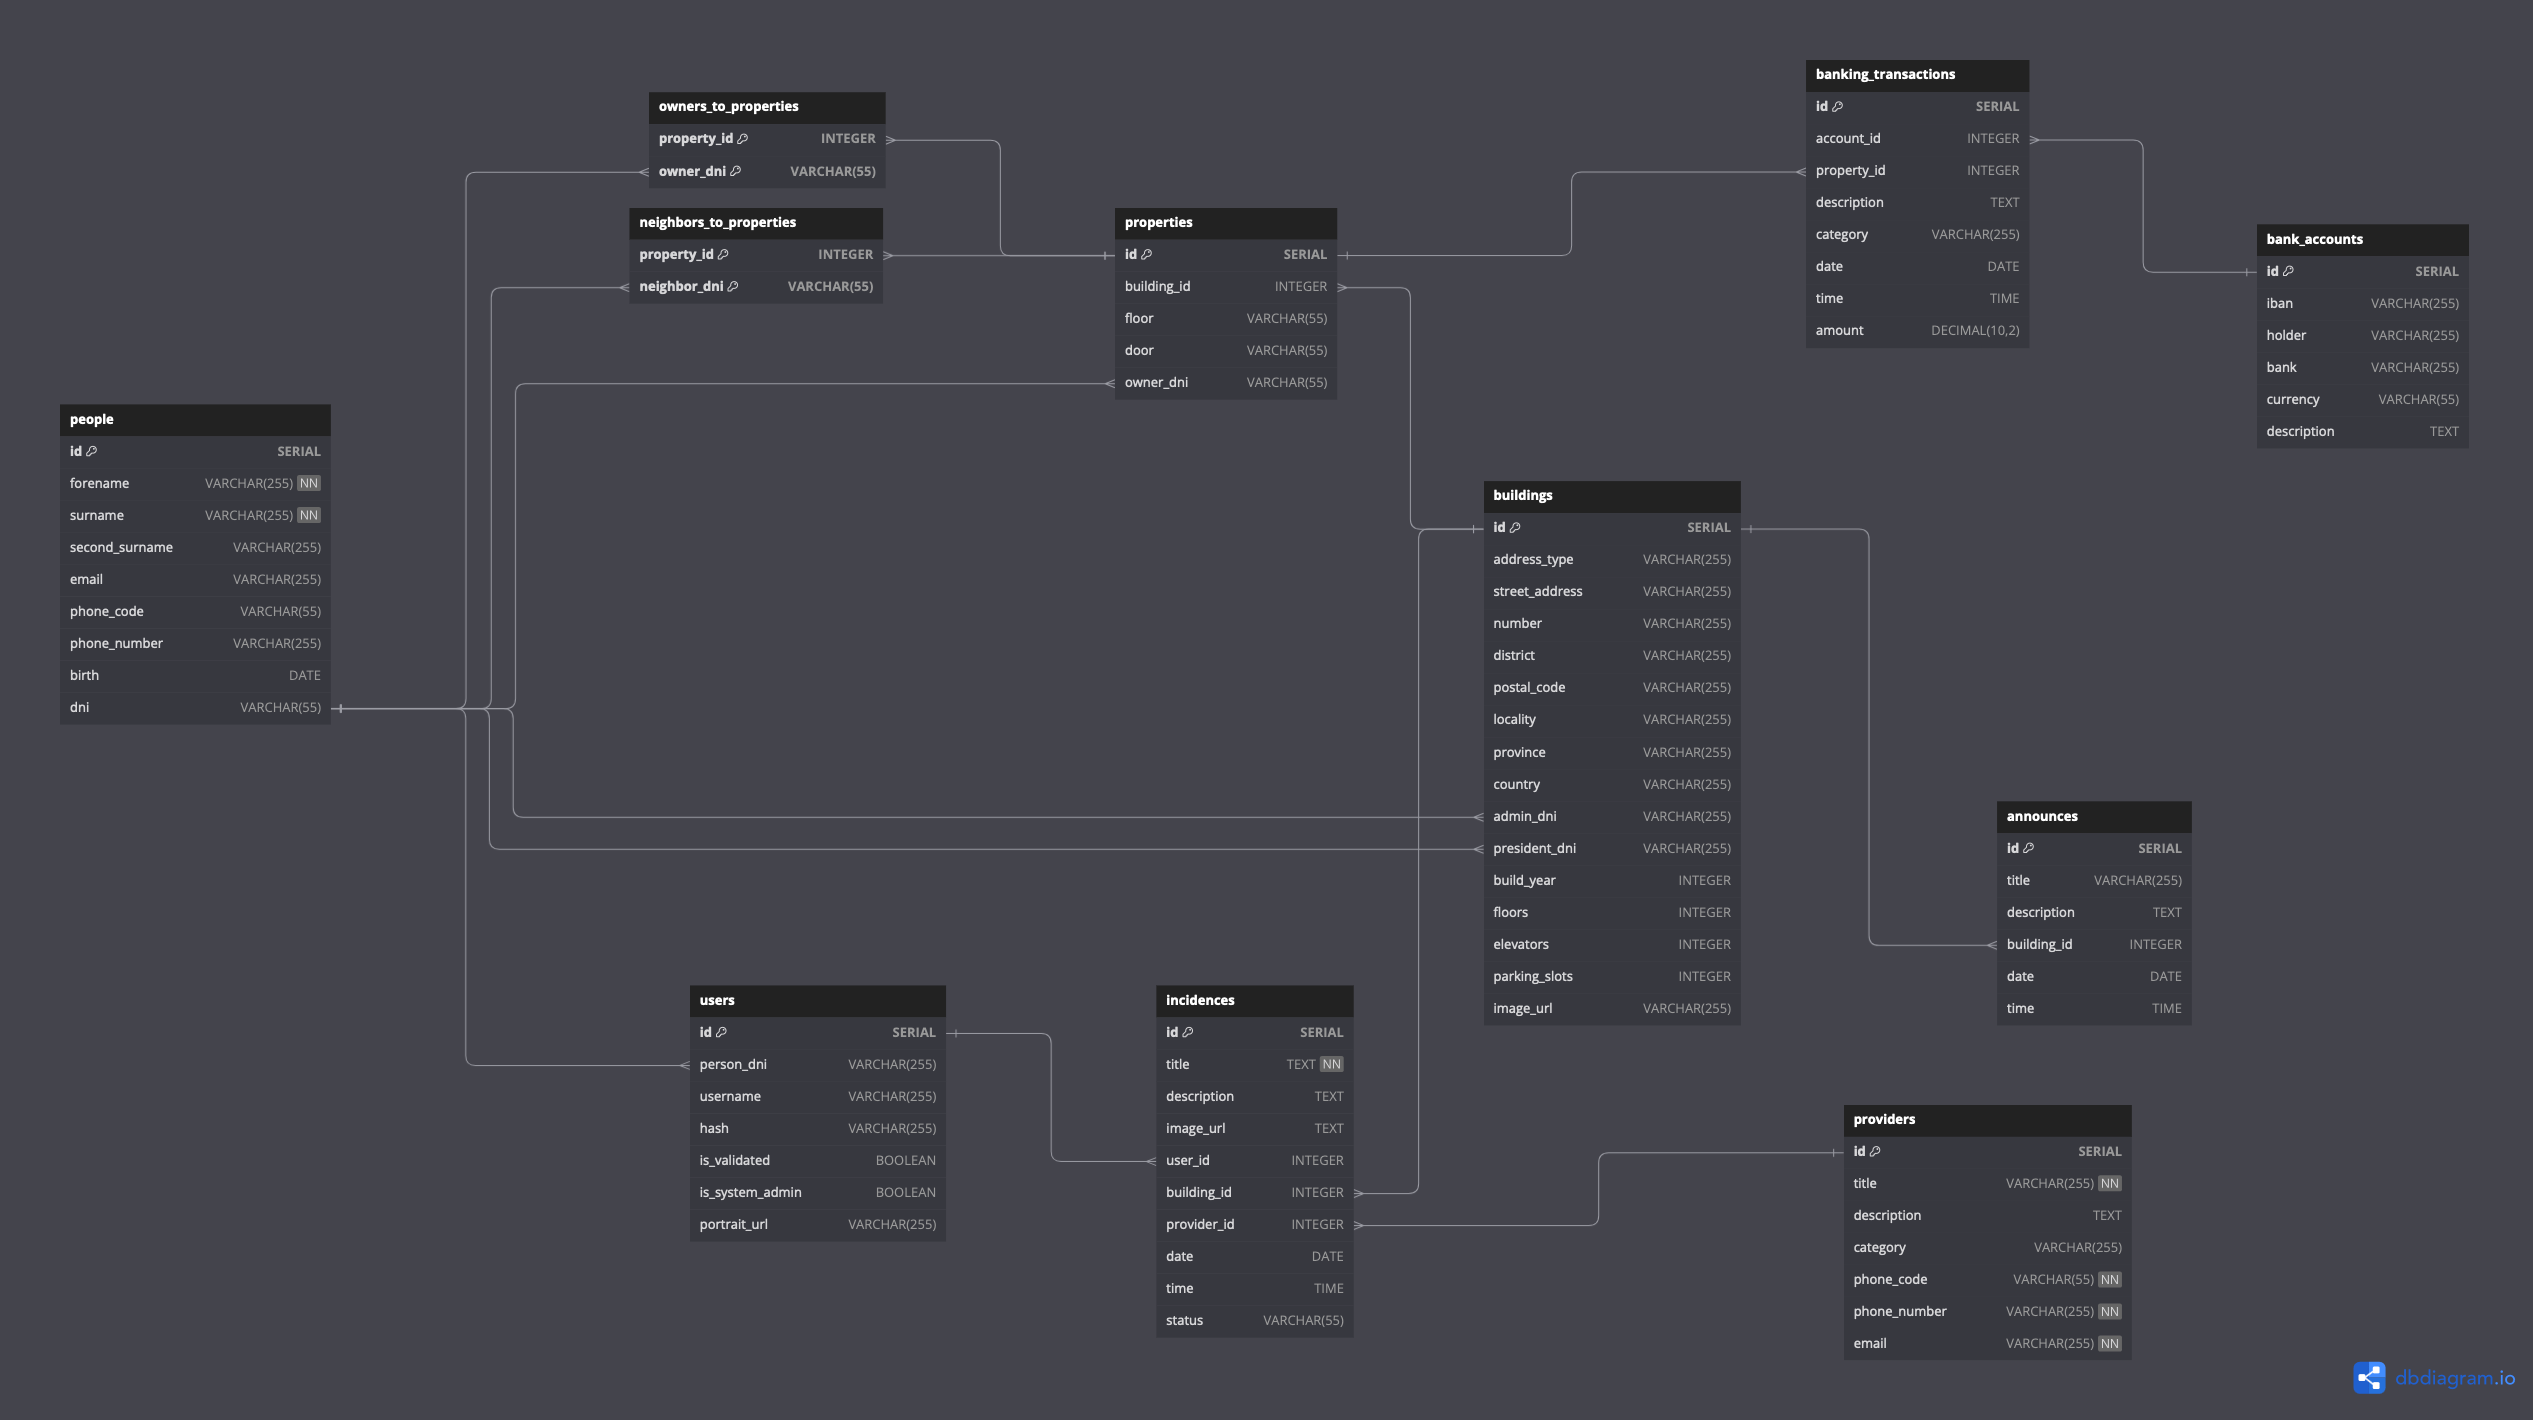 owners_to_properties
property_id INTEGER
owner_dni VARCHAR(55)
neighbors_to_properties
property_id INTEGER
neighbor_dni VARCHAR(55)
properties
id SERIAL
building_id INTEGER
floor VARCHAR(55)
door VARCHAR(55)
owner_dni VARCHAR(55)
banking_transactions
id SERIAL
account_id INTEGER
property_id INTEGER
description TEXT
category VARCHAR(255)
date DATE
time TIME
amount DECIMAL(10,2)
bank_accounts
id SERIAL
iban VARCHAR(255)
holder VARCHAR(255)
bank VARCHAR(255)
currency VARCHAR(55)
description TEXT
people
id SERIAL
forename VARCHAR(255) NN
surname VARCHAR(255) NN
second_surname VARCHAR(255)
email VARCHAR(255)
phone_code VARCHAR(55)
phone_number VARCHAR(255)
birth DATE
dni VARCHAR(55)
buildings
id SERIAL
address_type VARCHAR(255)
street_address VARCHAR(255)
number VARCHAR(255)
district VARCHAR(255)
postal_code VARCHAR(255)
locality VARCHAR(255)
province VARCHAR(255)
country VARCHAR(255)
admin_dni VARCHAR(255)
president_dni VARCHAR(255)
build_year INTEGER
floors INTEGER
elevators INTEGER
parking_slots INTEGER
image_url VARCHAR(255)
announces
id SERIAL
title VARCHAR(255)
description TEXT
building_id INTEGER
date DATE
time TIME
users
id SERIAL
person_dni VARCHAR(255)
username VARCHAR(255)
hash VARCHAR(255)
is_validated BOOLEAN
is_system_admin BOOLEAN
portrait_url VARCHAR(255)
incidences
id SERIAL
title TEXT NN
description TEXT
image_url TEXT
user_id INTEGER
building_id INTEGER
provider_id INTEGER
date DATE
time TIME
status VARCHAR(55)
providers
id SERIAL
title VARCHAR(255) NN
description TEXT
category VARCHAR(255)
phone_code VARCHAR(55) NN
phone_number VARCHAR(255) NN
email VARCHAR(255) NN
dbdiagram.io